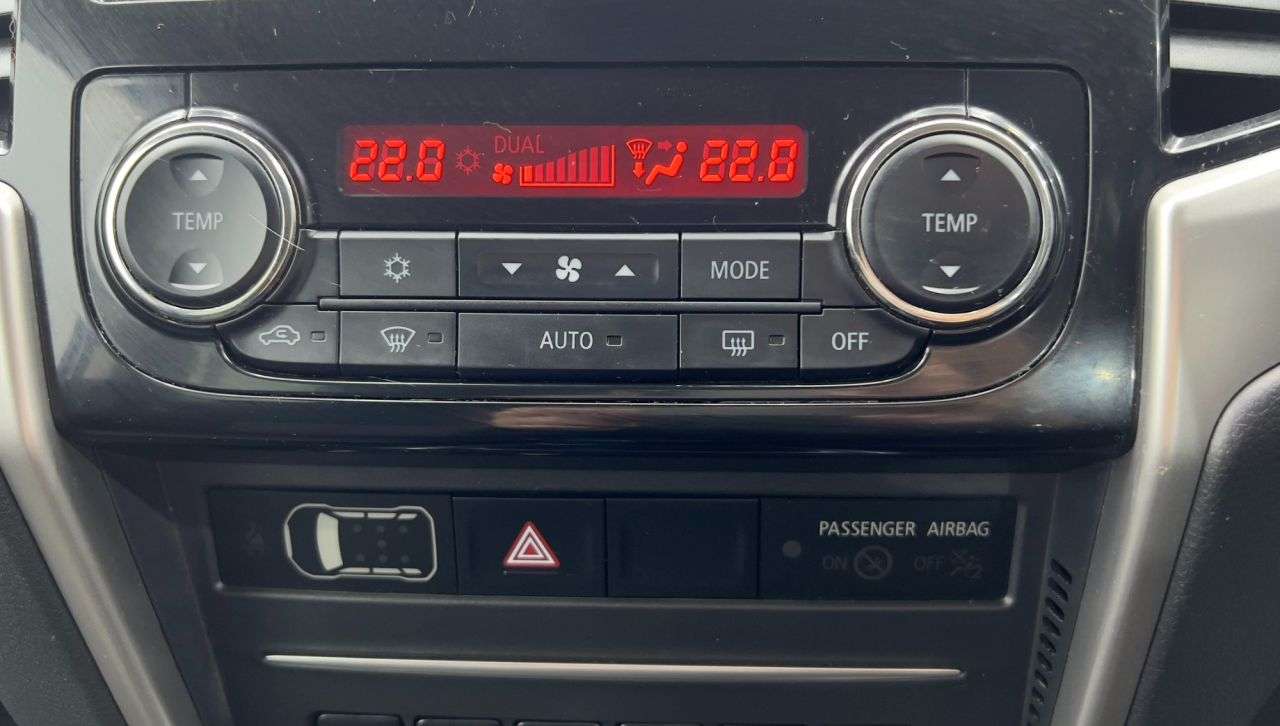 DUAL
22.0 22.0
TEMP TEMP
MODE
AUTO OFF
PASSENGER AIRBAG
ON OFF